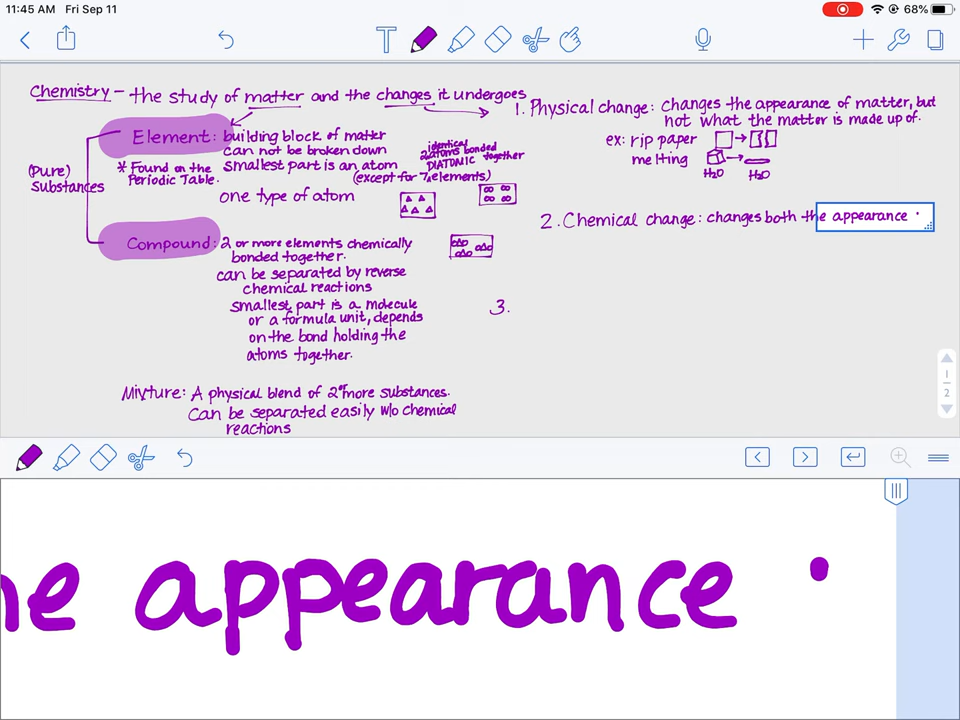 11:45 AM Fri Sep 11
68%
T
Chemistry – the study of matter and the changes it undergoes
Element: building block of matter
can not be broken down
smallest part is an atom
* Found on the
Periodic Table.
(except for 7 elements)
identical
2 atoms bonded
DIATONIC together
(Pure)
Substances
one type of atom
Compound: 2 or more elements chemically
bonded together.
can be separated by reverse
chemical reactions
smallest part is a molecule
or a formula unit, depends
on the bond holding the
atoms together.
Mixture: A physical blend of 2 or more substances.
Can be separated easily w/o chemical
reactions
1. Physical change: changes the appearance of matter, but
not what the matter is made up of.
ex: rip paper
melting
H2O H2O
2. Chemical change: changes both the appearance
3.
1
2
he appearance